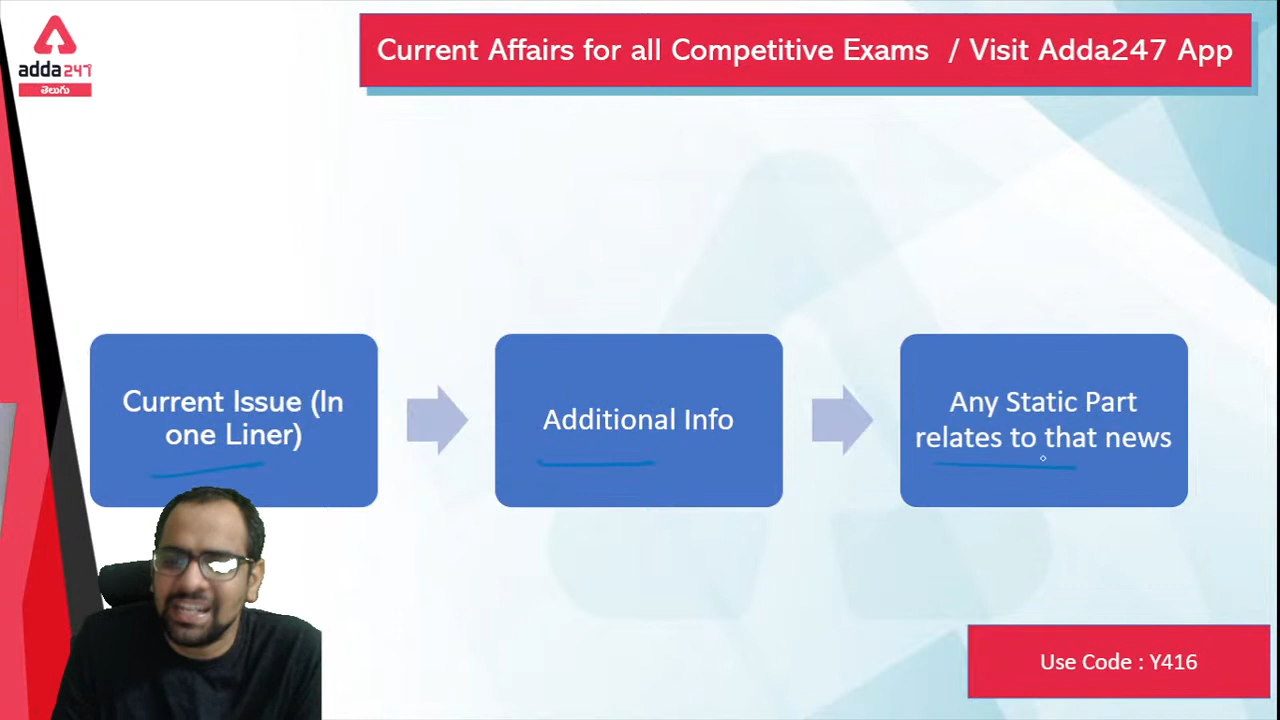 adda247
తెలుగు
Current Affairs for all Competitive Exams / Visit Adda247 App
Current Issue (In
one Liner)
Additional Info
Any Static Part
relates to that news
Use Code : Y416